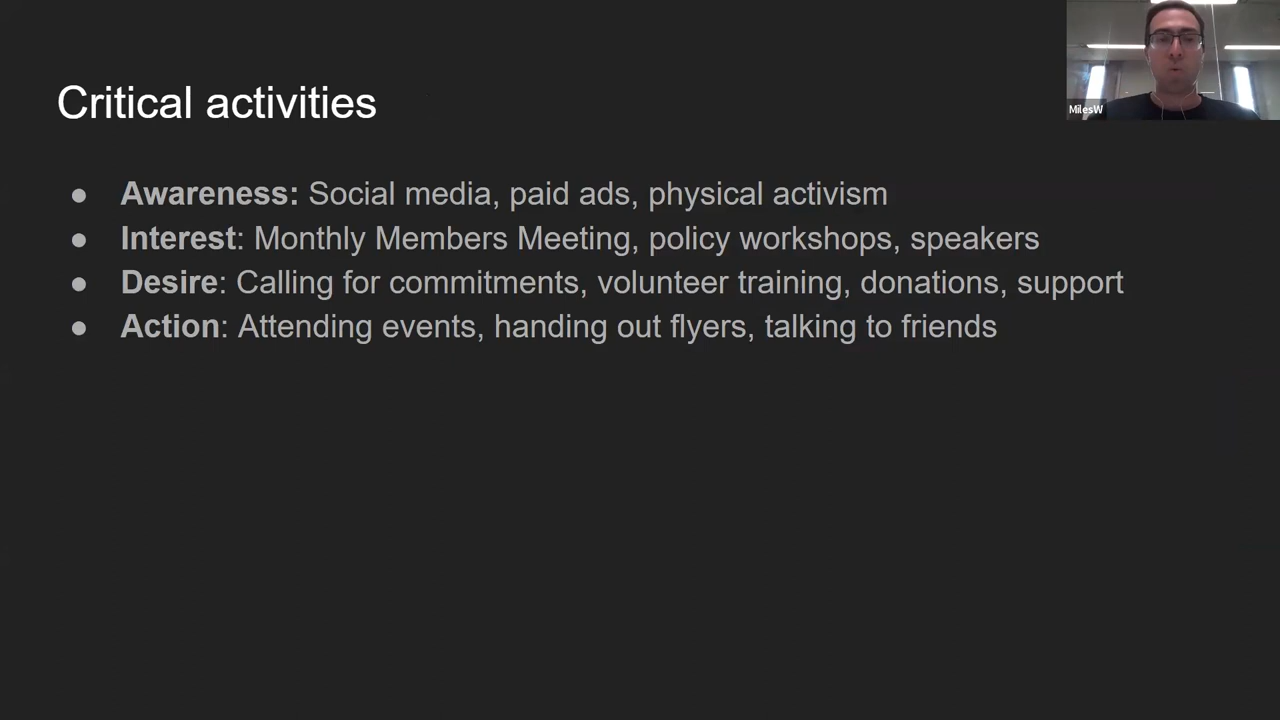 MilesW
Critical activities
● Awareness: Social media, paid ads, physical activism
● Interest: Monthly Members Meeting, policy workshops, speakers
● Desire: Calling for commitments, volunteer training, donations, support
● Action: Attending events, handing out flyers, talking to friends